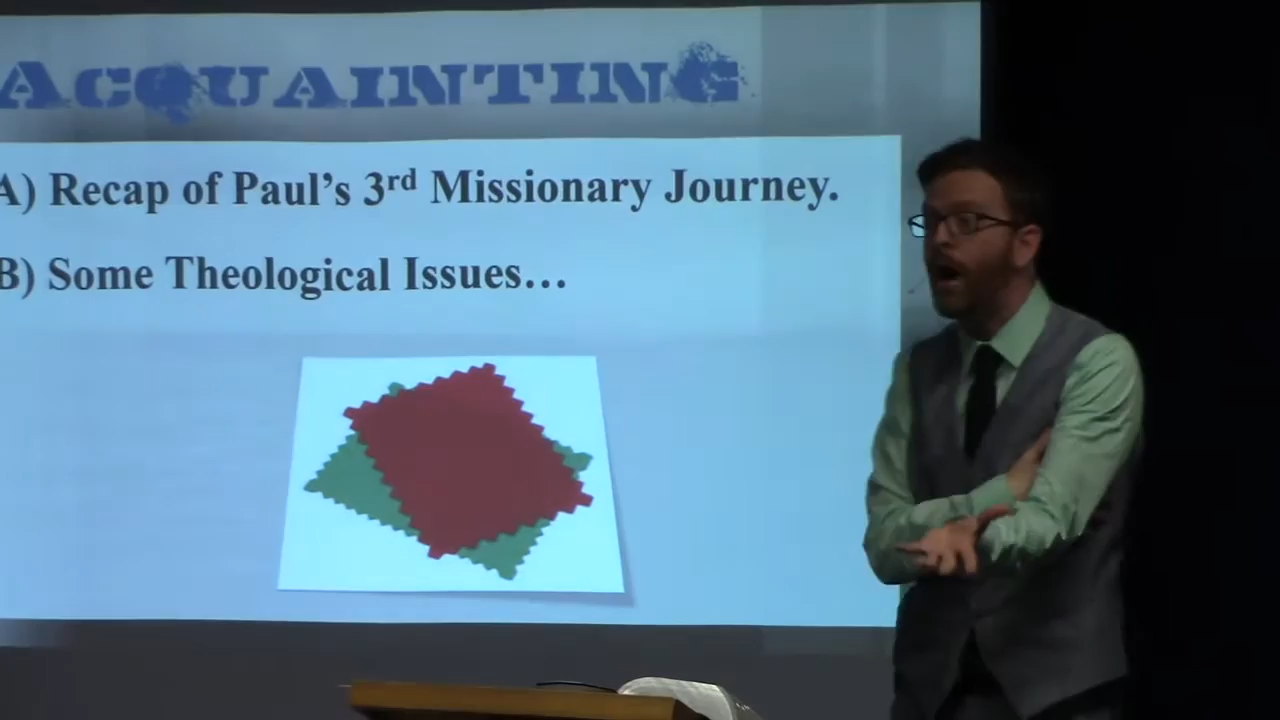 ACQUAINTING
A) Recap of Paul's 3rd Missionary Journey.
B) Some Theological Issues…